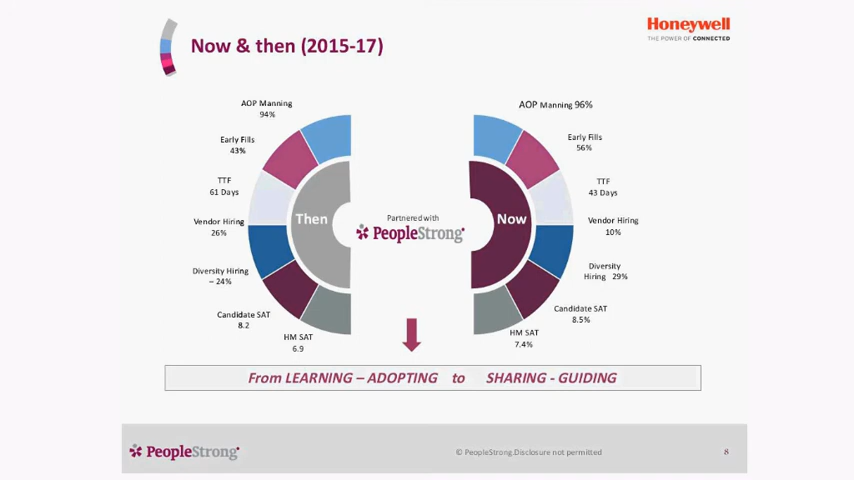 Now & then (2015-17)
Honeywell
THE POWER OF CONNECTED
AOP Manning
94%
Early Fills
43%
TTF
61 Days
Vendor Hiring
26%
Diversity Hiring
– 24%
Candidate SAT
8.2
HM SAT
6.9
Then
Partnered with
PeopleStrong
Now
AOP Manning 96%
Early Fills
56%
TTF
43 Days
Vendor Hiring
10%
Diversity
Hiring 29%
Candidate SAT
8.5%
HM SAT
7.4%
From LEARNING – ADOPTING to SHARING - GUIDING
PeopleStrong
© PeopleStrong.Disclosure not permitted
8